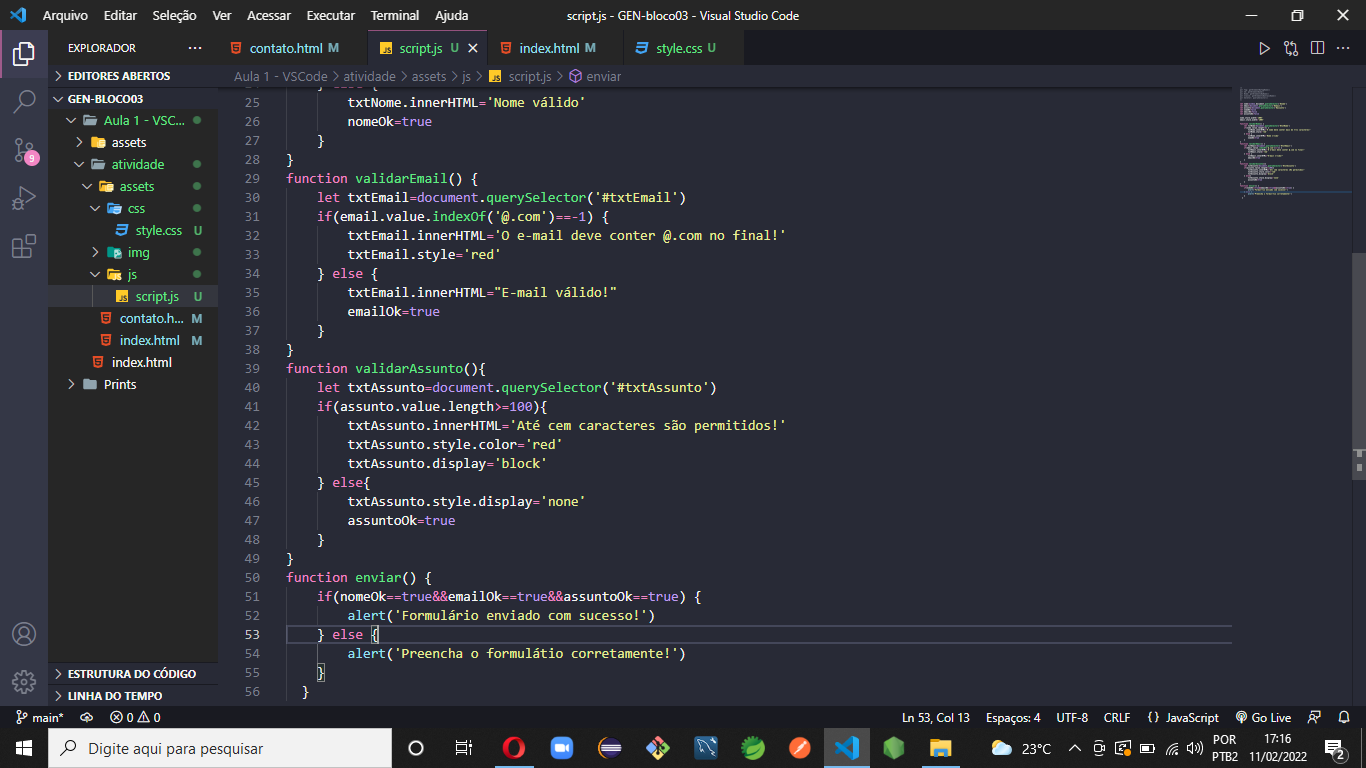 Arquivo Editar Seleção Ver Acessar Executar Terminal Ajuda script.js - GEN-bloco03 - Visual Studio Code
EXPLORADOR ···
contato.html M script.js U index.html M style.css U
EDITORES ABERTOS
Aula 1 - VSCode > atividade > assets > js > script.js > enviar
GEN-BLOCO03
Aula 1 - VSC...
assets
atividade
assets
css
style.css U
img
js
script.js U
contato.h... M
index.html M
index.html
Prints
ESTRUTURA DO CÓDIGO
LINHA DO TEMPO
9
25 txtNome.innerHTML='Nome válido'
26 nomeOk=true
27 }
28 }
29 function validarEmail() {
30 let txtEmail=document.querySelector('#txtEmail')
31 if(email.value.indexOf('@.com')==-1) {
32 txtEmail.innerHTML='O e-mail deve conter @.com no final!'
33 txtEmail.style='red'
34 } else {
35 txtEmail.innerHTML="E-mail válido!"
36 emailOk=true
37 }
38 }
39 function validarAssunto(){
40 let txtAssunto=document.querySelector('#txtAssunto')
41 if(assunto.value.length>=100){
42 txtAssunto.innerHTML='Até cem caracteres são permitidos!'
43 txtAssunto.style.color='red'
44 txtAssunto.display='block'
45 } else{
46 txtAssunto.style.display='none'
47 assuntoOk=true
48 }
49 }
50 function enviar() {
51 if(nomeOk==true&&emailOk==true&&assuntoOk==true) {
52 alert('Formulário enviado com sucesso!')
53 } else {
54 alert('Preencha o formulátio corretamente!')
55 }
56 }
main* 0 0 Ln 53, Col 13 Espaços: 4 UTF-8 CRLF {} JavaScript Go Live
Digite aqui para pesquisar
23°C
POR
PTB2
17:16
11/02/2022
2